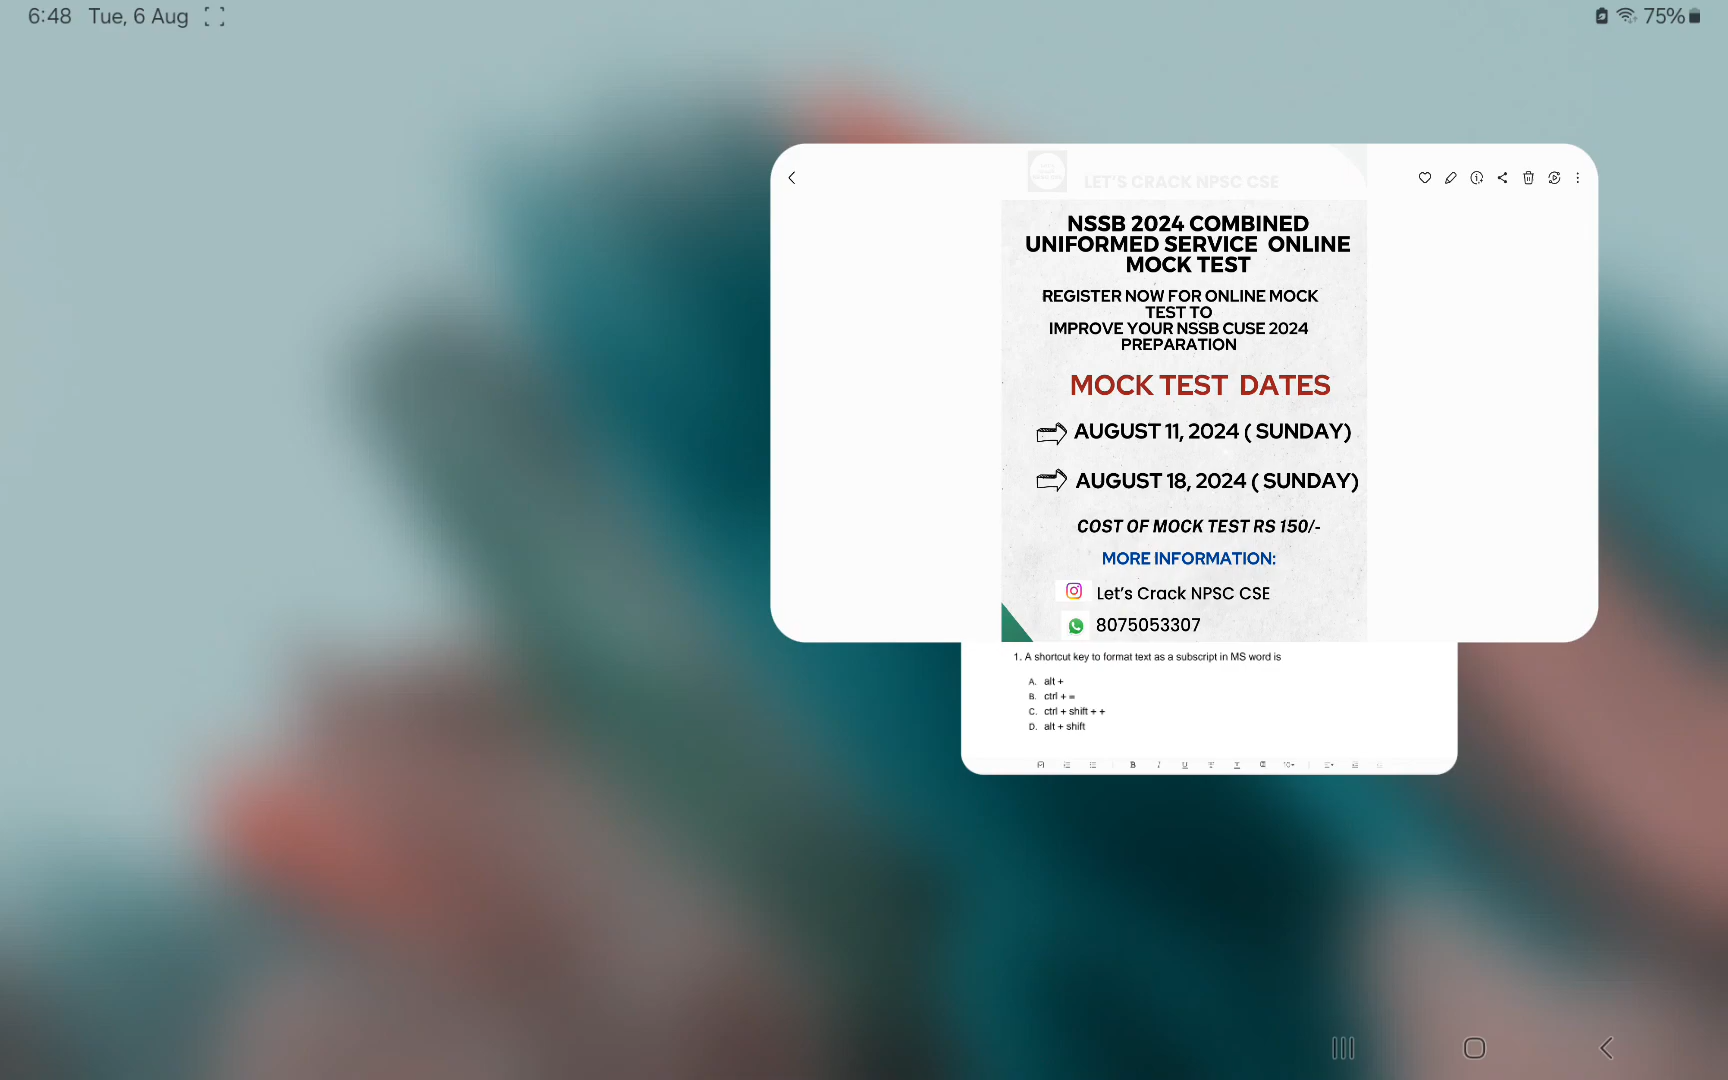 6:48 Tue, 6 Aug
75%
LET'S CRACK NPSC CSE
NSSB 2024 COMBINED
UNIFORMED SERVICE ONLINE
MOCK TEST
REGISTER NOW FOR ONLINE MOCK
TEST TO
IMPROVE YOUR NSSB CUSE 2024
PREPARATION
MOCK TEST DATES
AUGUST 11, 2024 ( SUNDAY)
AUGUST 18, 2024 ( SUNDAY)
COST OF MOCK TEST RS 150/-
MORE INFORMATION:
Let's Crack NPSC CSE
8075053307
1. A shortcut key to format text as a subscript in MS word is
A. alt +
B. ctrl + =
C. ctrl + shift + +
D. alt + shift
B I U T T 10